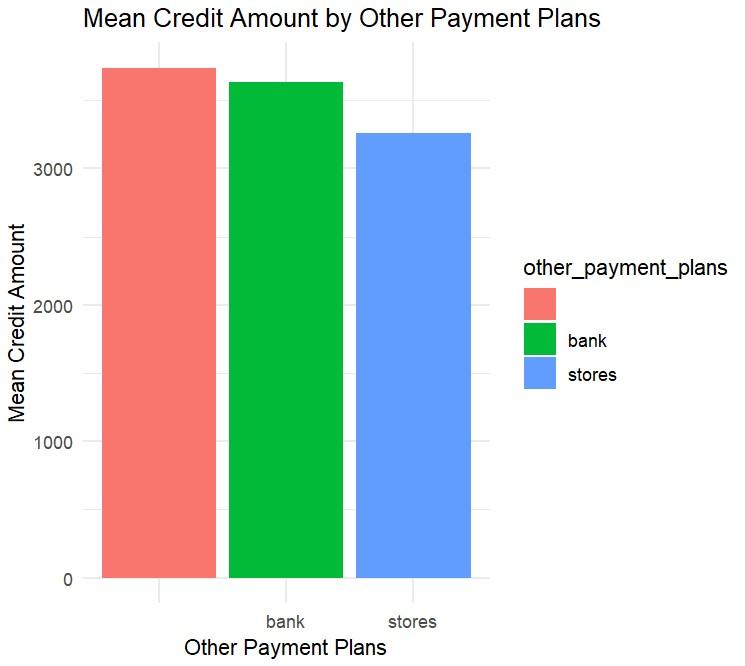 Mean Credit Amount by Other Payment Plans
Mean Credit Amount
3000
2000
1000
0
bank
stores
Other Payment Plans
other_payment_plans
bank
stores